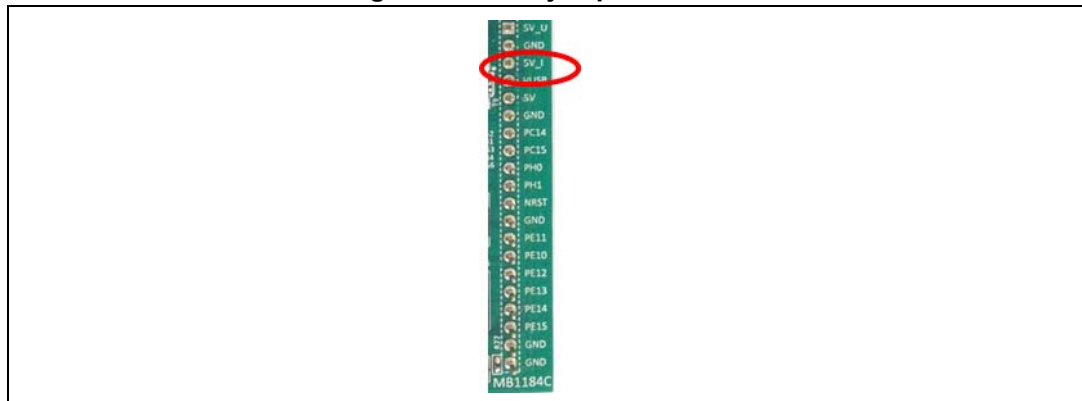 5V_U
GND
5V_I
5V
GND
PC14
PC15
PH0
PH1
NRST
GND
PE11
PE10
PE12
PE13
PE14
PE15
GND
GND
MB1184C